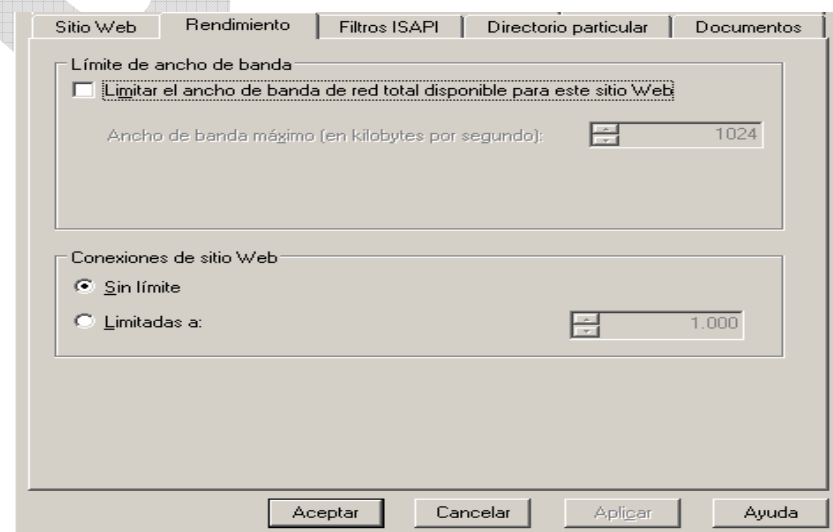 Sitio Web Rendimiento Filtros ISAPI Directorio particular Documentos
Límite de ancho de banda
Limitar el ancho de banda de red total disponible para este sitio Web
Ancho de banda máximo (en kilobytes por segundo): 1024
Conexiones de sitio Web
Sin límite
Limitadas a: 1.000
Aceptar Cancelar Aplicar Ayuda